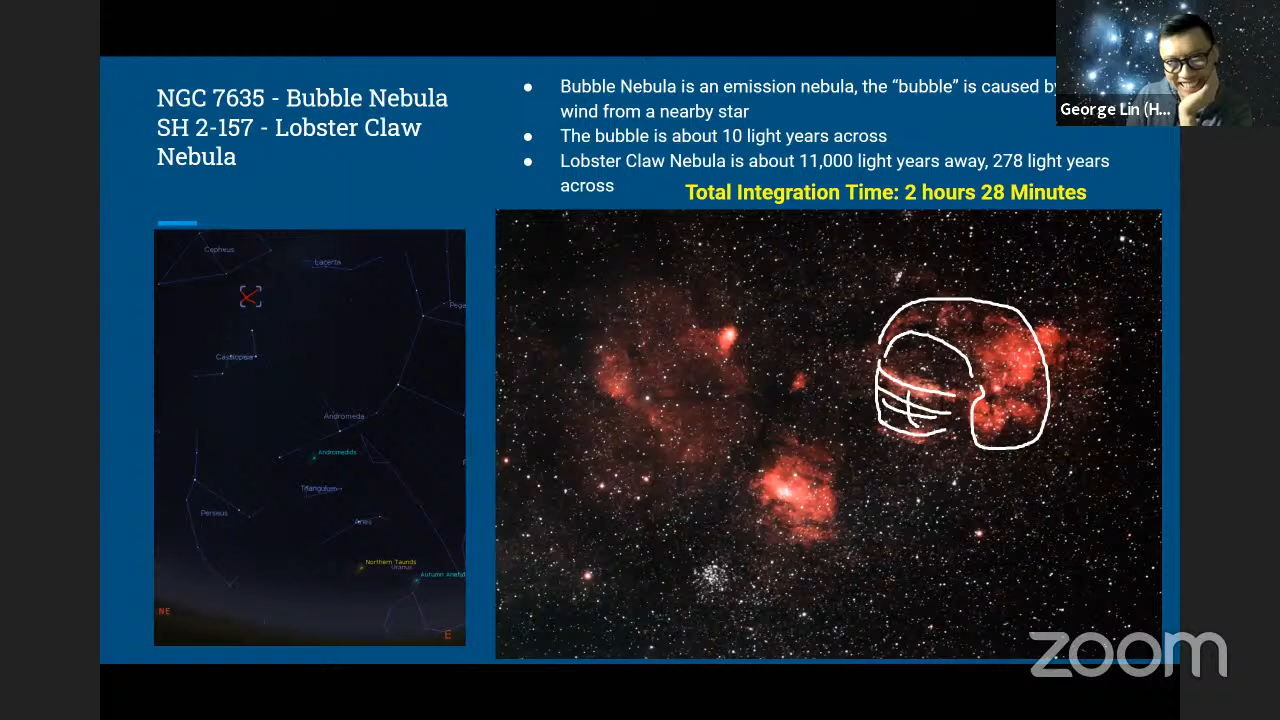 NGC 7635 - Bubble Nebula
SH 2-157 - Lobster Claw
Nebula
● Bubble Nebula is an emission nebula, the “bubble” is caused by
wind from a nearby star
● The bubble is about 10 light years across
● Lobster Claw Nebula is about 11,000 light years away, 278 light years
across
Total Integration Time: 2 hours 28 Minutes
George Lin (H...
Cepheus
Lacerta
Pega
Cassiopeia
Andromeda
Andromedids
Triangulum
Perseus
Aries
Northern Taurids
Uranus
NE
E
zoom